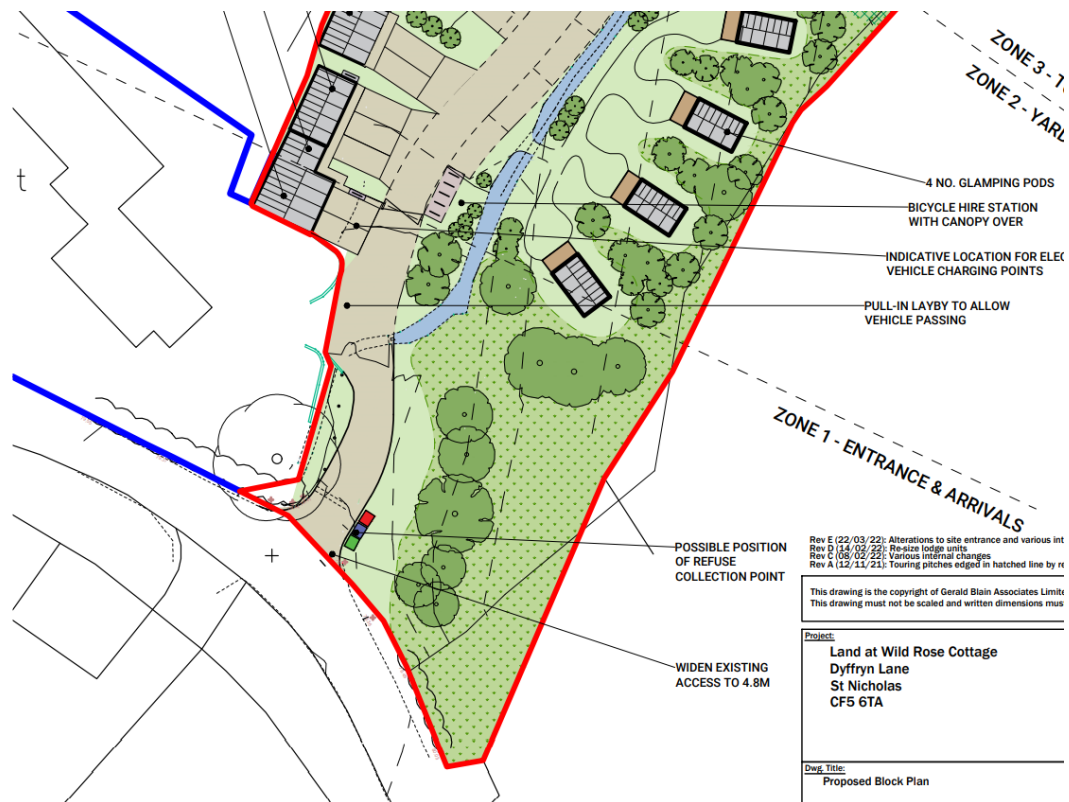 ZONE 3 -
ZONE 2 -
t
4 NO. GLAMPING PODS
BICYCLE HIRE STATION
WITH CANOPY OVER
INDICATIVE LOCATION FOR
VEHICLE CHARGING POINTS
PULL-IN LAYBY TO ALLOW
VEHICLE PASSING
ZONE 1 - ENTRANCE & ARRIVALS
POSSIBLE POSITION
OF REFUSE
COLLECTION POINT
WIDEN EXISTING
ACCESS TO 4.8M
Rev E (22/03/22): Alterations to site entrance and various
Rev D (14/02/22): Re-size lodge units
Rev C (08/02/22): Various internal changes
Rev A (12/11/21): Touring pitches edged in hatched line by
This drawing is the copyright of Gerald Blain Associates
This drawing must not be scaled and written dimensions
Project:
Land at Wild Rose Cottage
Dyffryn Lane
St Nicholas
CF5 6TA
Dwg. Title:
Proposed Block Plan